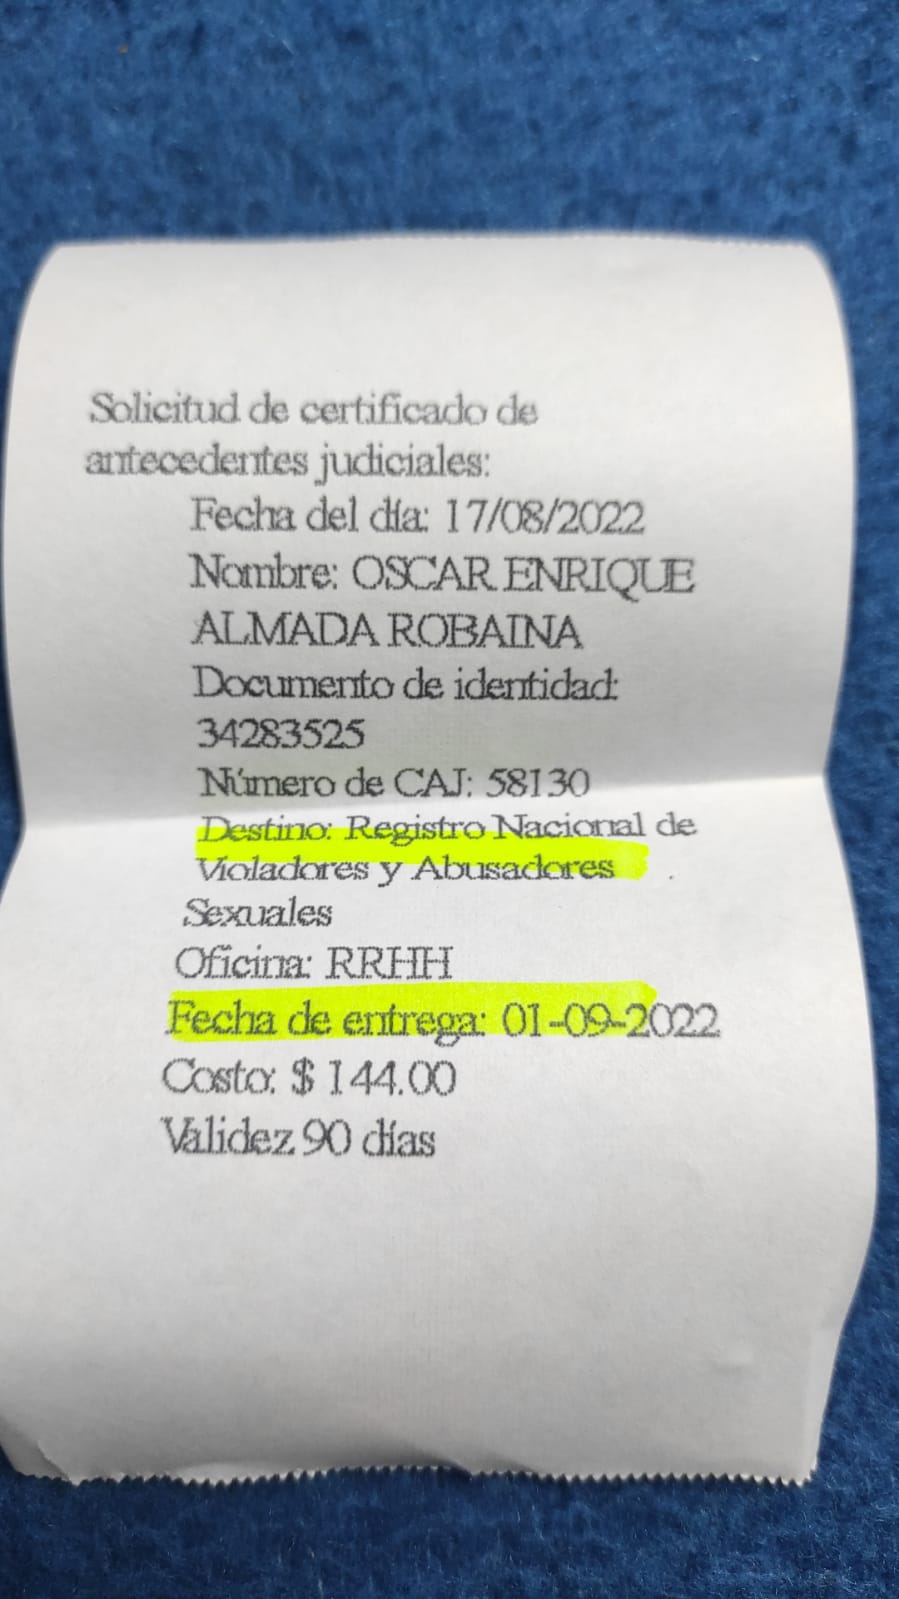 Solicitud de certificado de
antecedentes judiciales:
Fecha del día: 17/08/2022
Nombre: OSCAR ENRIQUE
ALMADA ROBAINA
Documento de identidad:
34283525
Número de CAJ: 58130
Destino: Registro Nacional de
Violadores y Abusadores
Sexuales
Oficina: RRHH
Fecha de entrega: 01-09-2022
Costo: $ 144.00
Validez 90 días